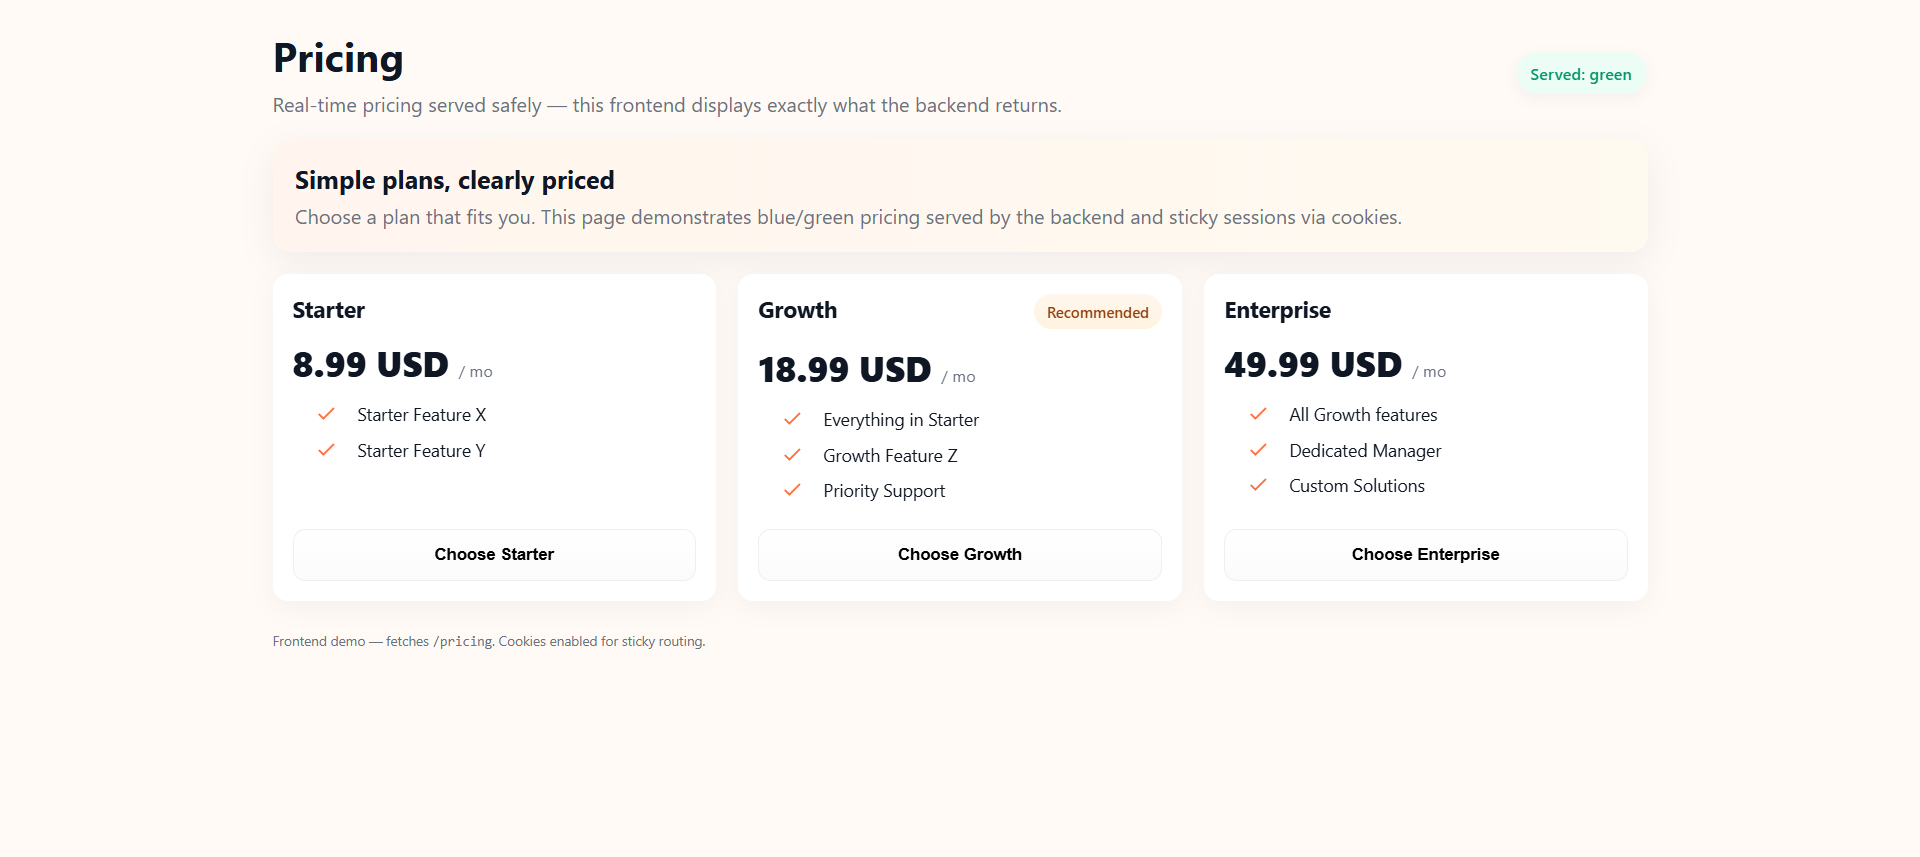 Pricing
Served: green
Real-time pricing served safely — this frontend displays exactly what the backend returns.
Simple plans, clearly priced
Choose a plan that fits you. This page demonstrates blue/green pricing served by the backend and sticky sessions via cookies.
Starter
8.99 USD / mo
Starter Feature X
Starter Feature Y
Choose Starter
Growth
Recommended
18.99 USD / mo
Everything in Starter
Growth Feature Z
Priority Support
Choose Growth
Enterprise
49.99 USD / mo
All Growth features
Dedicated Manager
Custom Solutions
Choose Enterprise
Frontend demo — fetches /pricing. Cookies enabled for sticky routing.